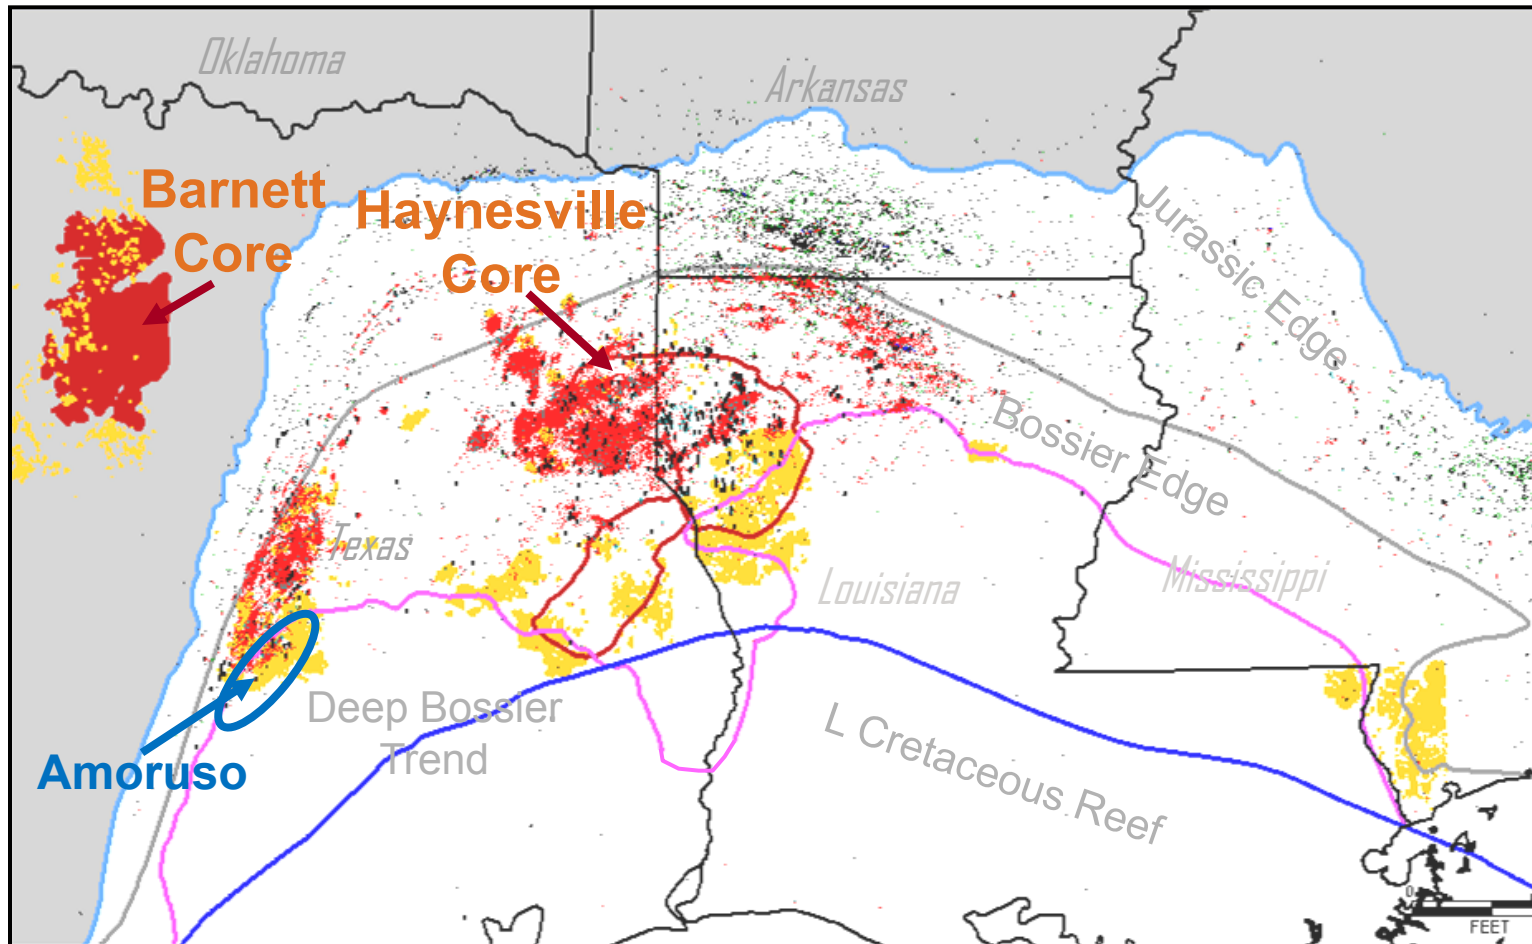 Oklahoma
Arkansas
Barnett
Core
Haynesville
Core
Jurassic Edge
Bossier Edge
Texas
Louisiana
Mississippi
Deep Bossier
Trend
L Cretaceous Reef
Amoruso
0
FEET